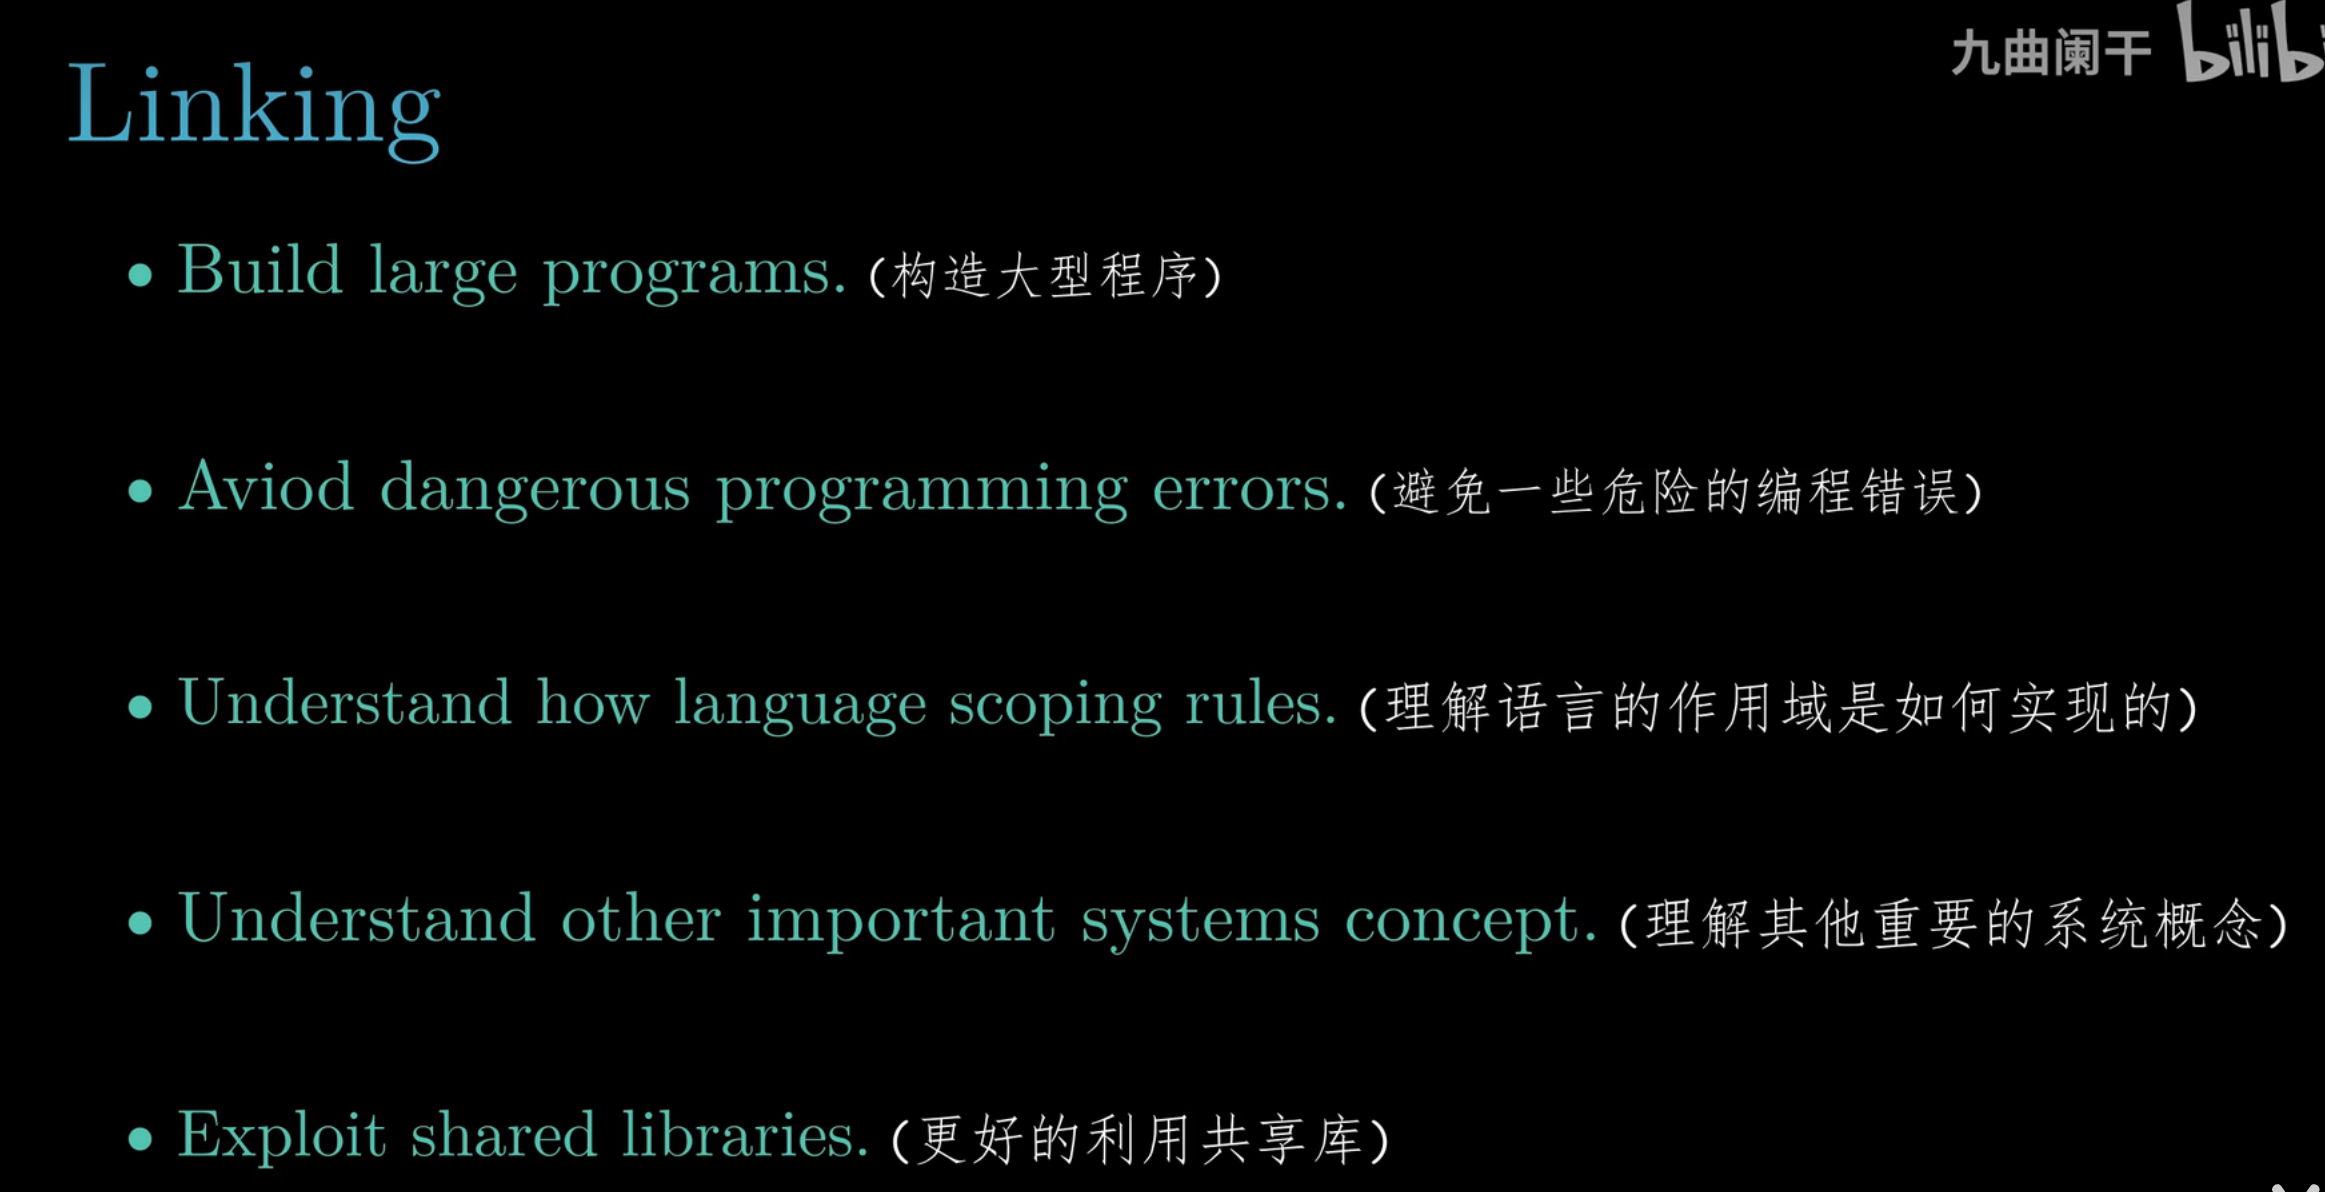 九曲阑干 bilibi
Linking
• Build large programs. (构造大型程序)
• Aviod dangerous programming errors. (避免一些危险的编程错误)
• Understand how language scoping rules. (理解语言的作用域是如何实现的)
• Understand other important systems concept. (理解其他重要的系统概念)
• Exploit shared libraries. (更好的利用共享库)